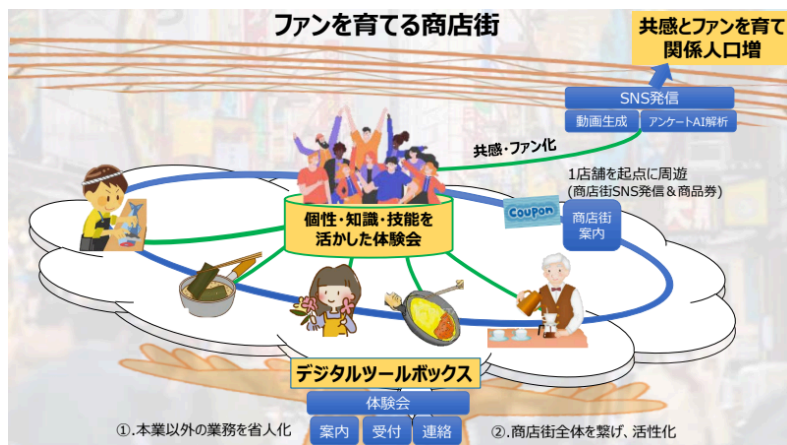 ファンを育てる商店街
共感とファンを育て
関係人口増
SNS発信
動画生成
アンケートAI解析
共感・ファン化
1店舗を起点に周遊
(商店街SNS発信&商品券)
Coupon
商店街
案内
個性・知識・技能を
活かした体験会
デジタルツールボックス
体験会
案内
受付
連絡
①.本業以外の業務を省人化
②.商店街全体を繋げ、活性化